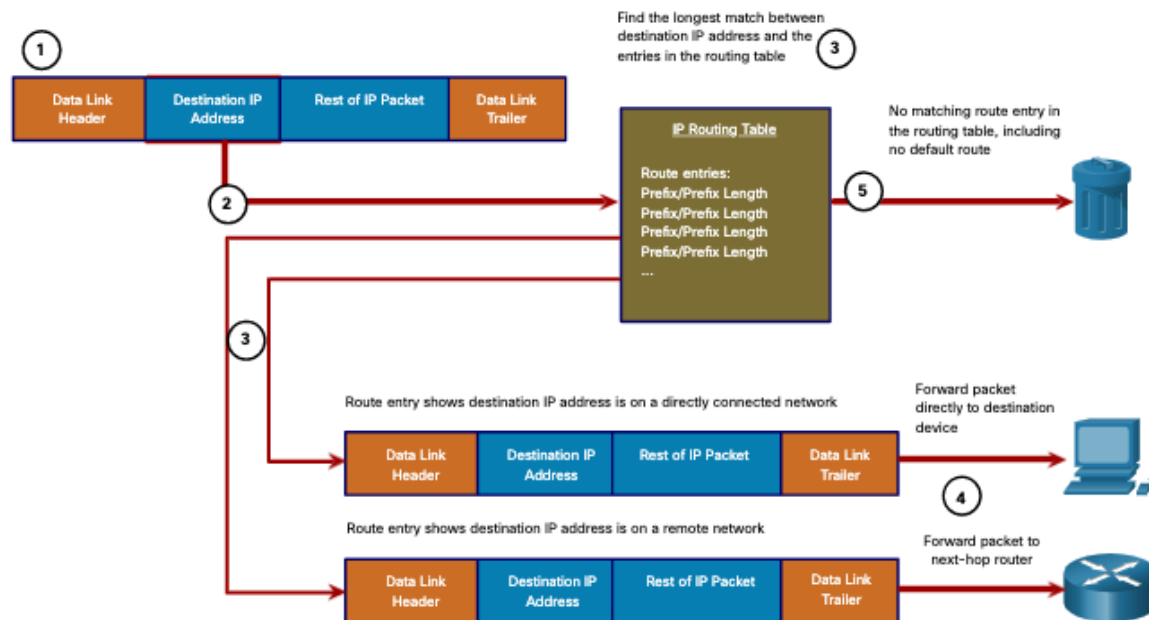 Find the longest match between
destination IP address and the
entries in the routing table
3
1
Data Link
Header
Destination IP
Address
Rest of IP Packet
Data Link
Trailer
2
IP Routing Table
Route entries:
Prefix/Prefix Length
Prefix/Prefix Length
Prefix/Prefix Length
Prefix/Prefix Length
...
5
No matching route entry in
the routing table, including
no default route
3
Route entry shows destination IP address is on a directly connected network
Data Link
Header
Destination IP
Address
Rest of IP Packet
Data Link
Trailer
Forward packet
directly to destination
device
4
Route entry shows destination IP address is on a remote network
Data Link
Header
Destination IP
Address
Rest of IP Packet
Data Link
Trailer
Forward packet to
next-hop router